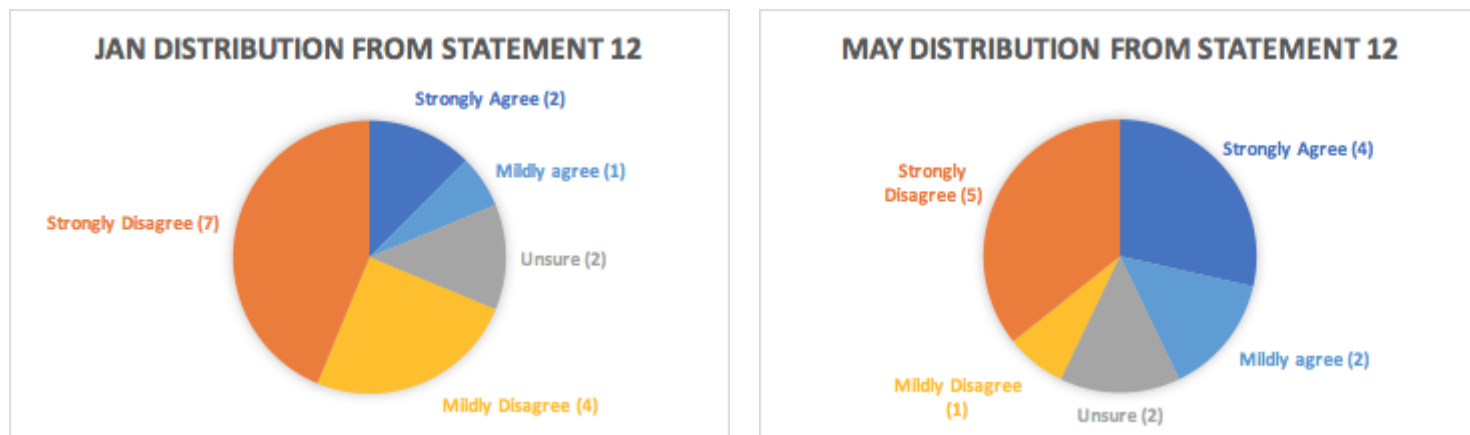 JAN DISTRIBUTION FROM STATEMENT 12
Strongly Agree (2)
Mildly agree (1)
Strongly Disagree (7)
Unsure (2)
Mildly Disagree (4)
MAY DISTRIBUTION FROM STATEMENT 12
Strongly Agree (4)
Strongly
Disagree (5)
Mildly agree (2)
Mildly Disagree
(1)
Unsure (2)